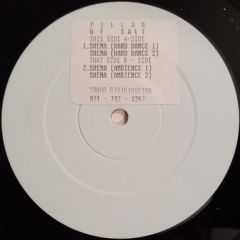 PILLAR
OF SALT
THIS SIDE A-SIDE
1.SHEMA (HARD DANCE 1)
SHEMA (HARD DANCE 2)
THAT SIDE B - SIDE
2.SHEMA (AMBIENCE 1)
SHEMA (AMBIENCE 2)
SONAR DISTRIBUTION
071 - 732 - 1267